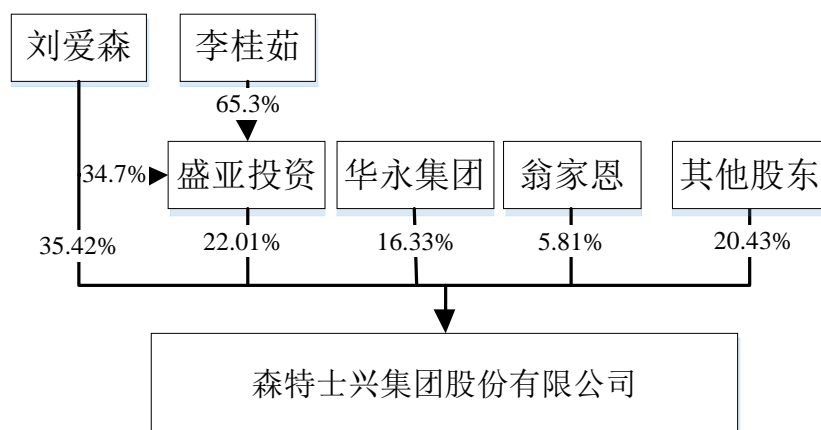 刘爱森
李桂茹
65.3%
34.7%
盛亚投资
华永集团
翁家恩
其他股东
35.42%
22.01%
16.33%
5.81%
20.43%
森特士兴集团股份有限公司